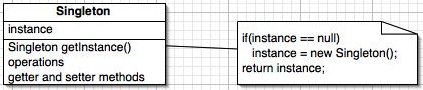 Singleton
instance
Singleton getInstance()
operations
getter and setter methods
if(instance == null)
instance = new Singleton();
return instance;